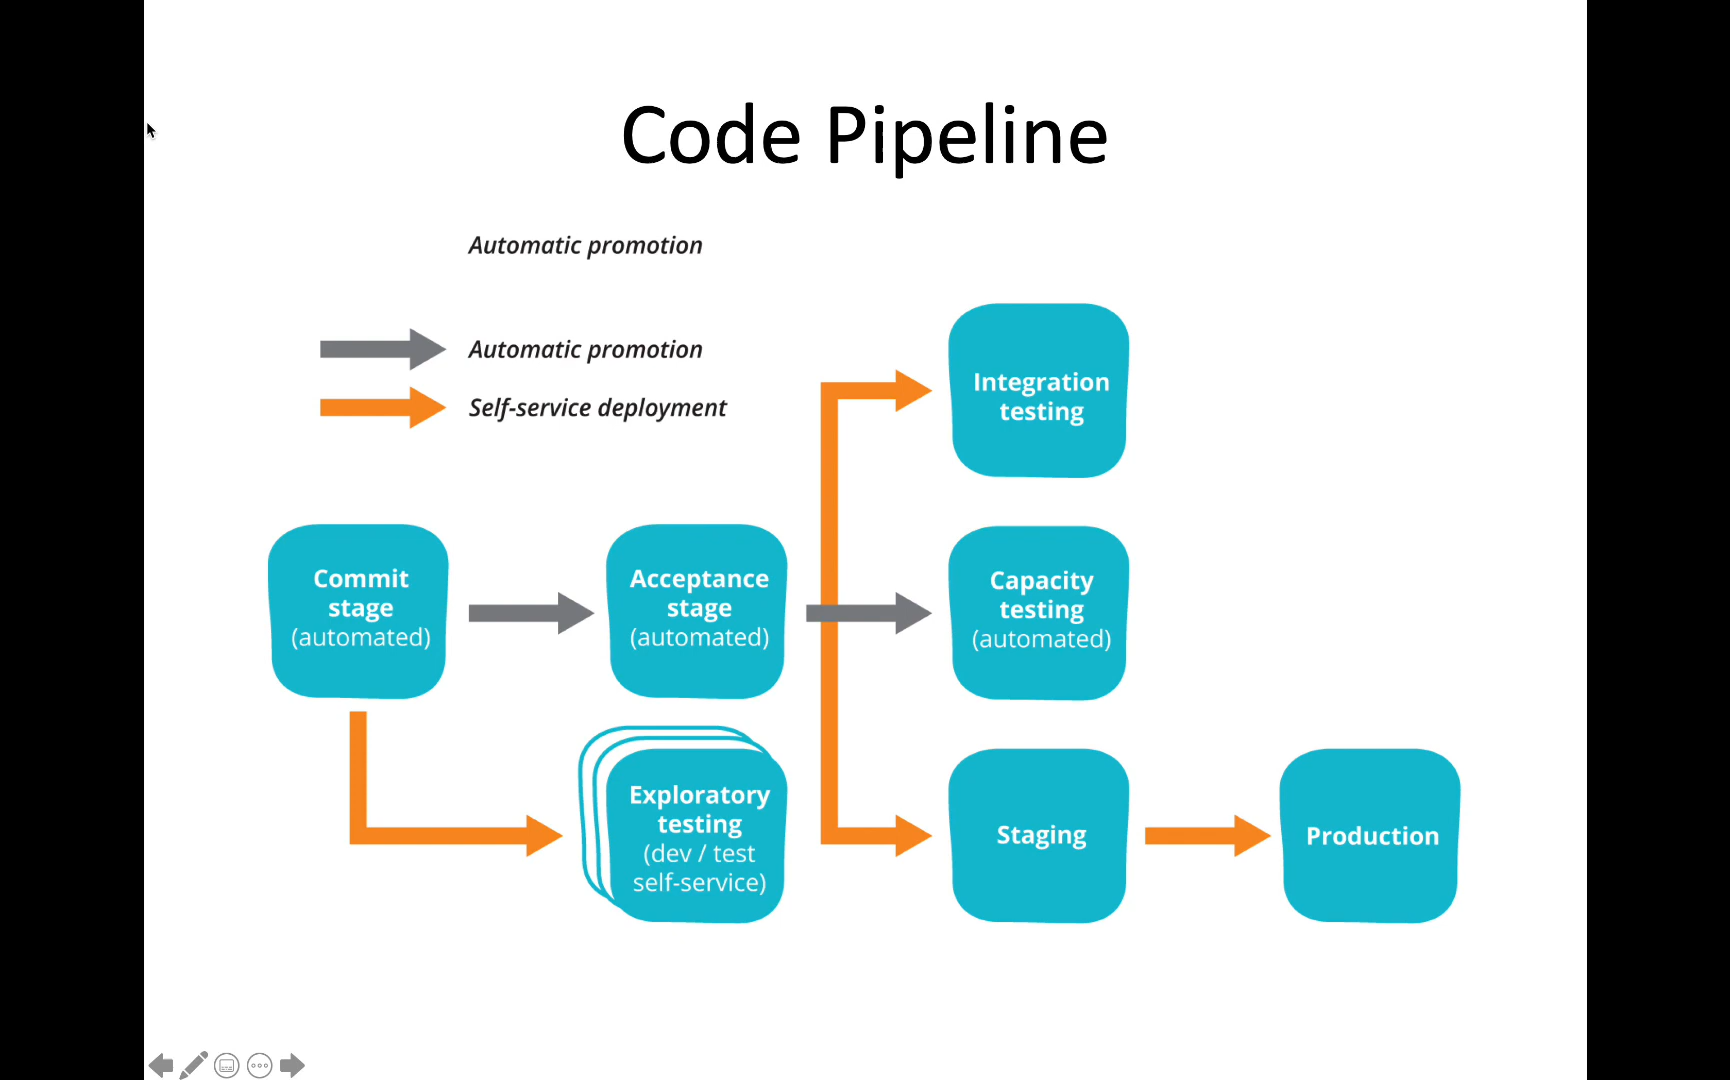 Code Pipeline
Automatic promotion
Automatic promotion
Self-service deployment
Integration
testing
Commit
stage
(automated)
Acceptance
stage
(automated)
Capacity
testing
(automated)
Exploratory
testing
(dev / test
self-service)
Staging
Production